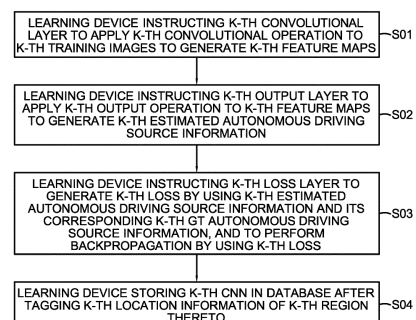 LEARNING DEVICE INSTRUCTING K-TH CONVOLUTIONAL
LAYER TO APPLY K-TH CONVOLUTIONAL OPERATION TO
K-TH TRAINING IMAGES TO GENERATE K-TH FEATURE MAPS
S01
LEARNING DEVICE INSTRUCTING K-TH OUTPUT LAYER TO
APPLY K-TH OUTPUT OPERATION TO K-TH FEATURE MAPS
TO GENERATE K-TH ESTIMATED AUTONOMOUS DRIVING
SOURCE INFORMATION
S02
LEARNING DEVICE INSTRUCTING K-TH LOSS LAYER TO
GENERATE K-TH LOSS BY USING K-TH ESTIMATED
AUTONOMOUS DRIVING SOURCE INFORMATION AND ITS
CORRESPONDING K-TH GT AUTONOMOUS DRIVING
SOURCE INFORMATION, AND TO PERFORM
BACKPROPAGATION BY USING K-TH LOSS
S03
LEARNING DEVICE STORING K-TH CNN IN DATABASE AFTER
TAGGING K-TH LOCATION INFORMATION OF K-TH REGION
THERETO
S04